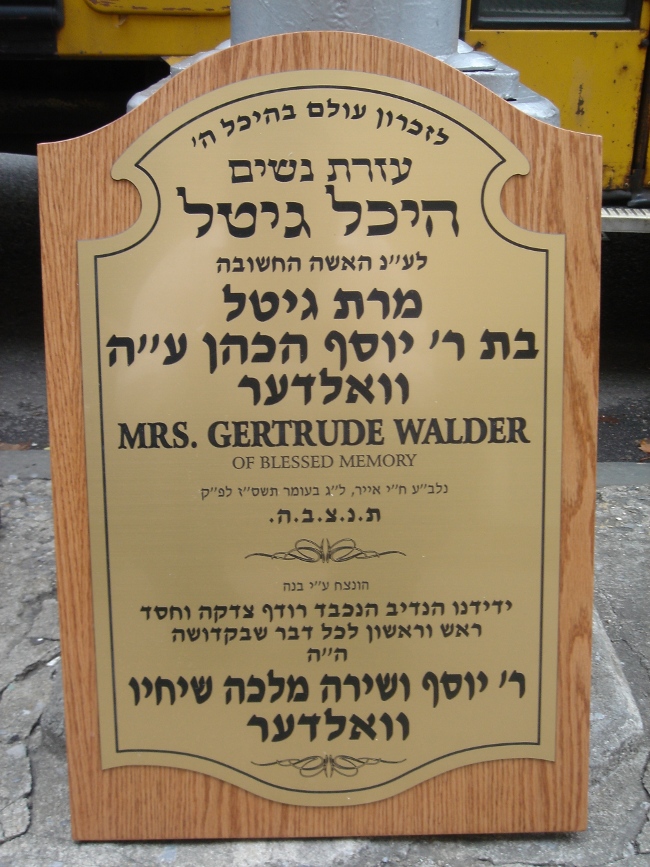 לזכרון עולם בהיכל ה'
עזרת נשים
היכל גיטל
לע"נ האשה החשובה
מרת גיטל
בת ר' יוסף הכהן ע"ה
וואלדער
MRS. GERTRUDE WALDER
OF BLESSED MEMORY
נלב"ע ח"י אייר, ל"ג בעומר תשס"ז לפ"ק
ת.נ.צ.ב.ה.
הונצח ע"י בנה
ידידנו הנדיב הנכבד רודף צדקה וחסד
ראש וראשון לכל דבר שבקדושה
ה"ה
ר' יוסף ושירה מלכה שיחיו
וואלדער